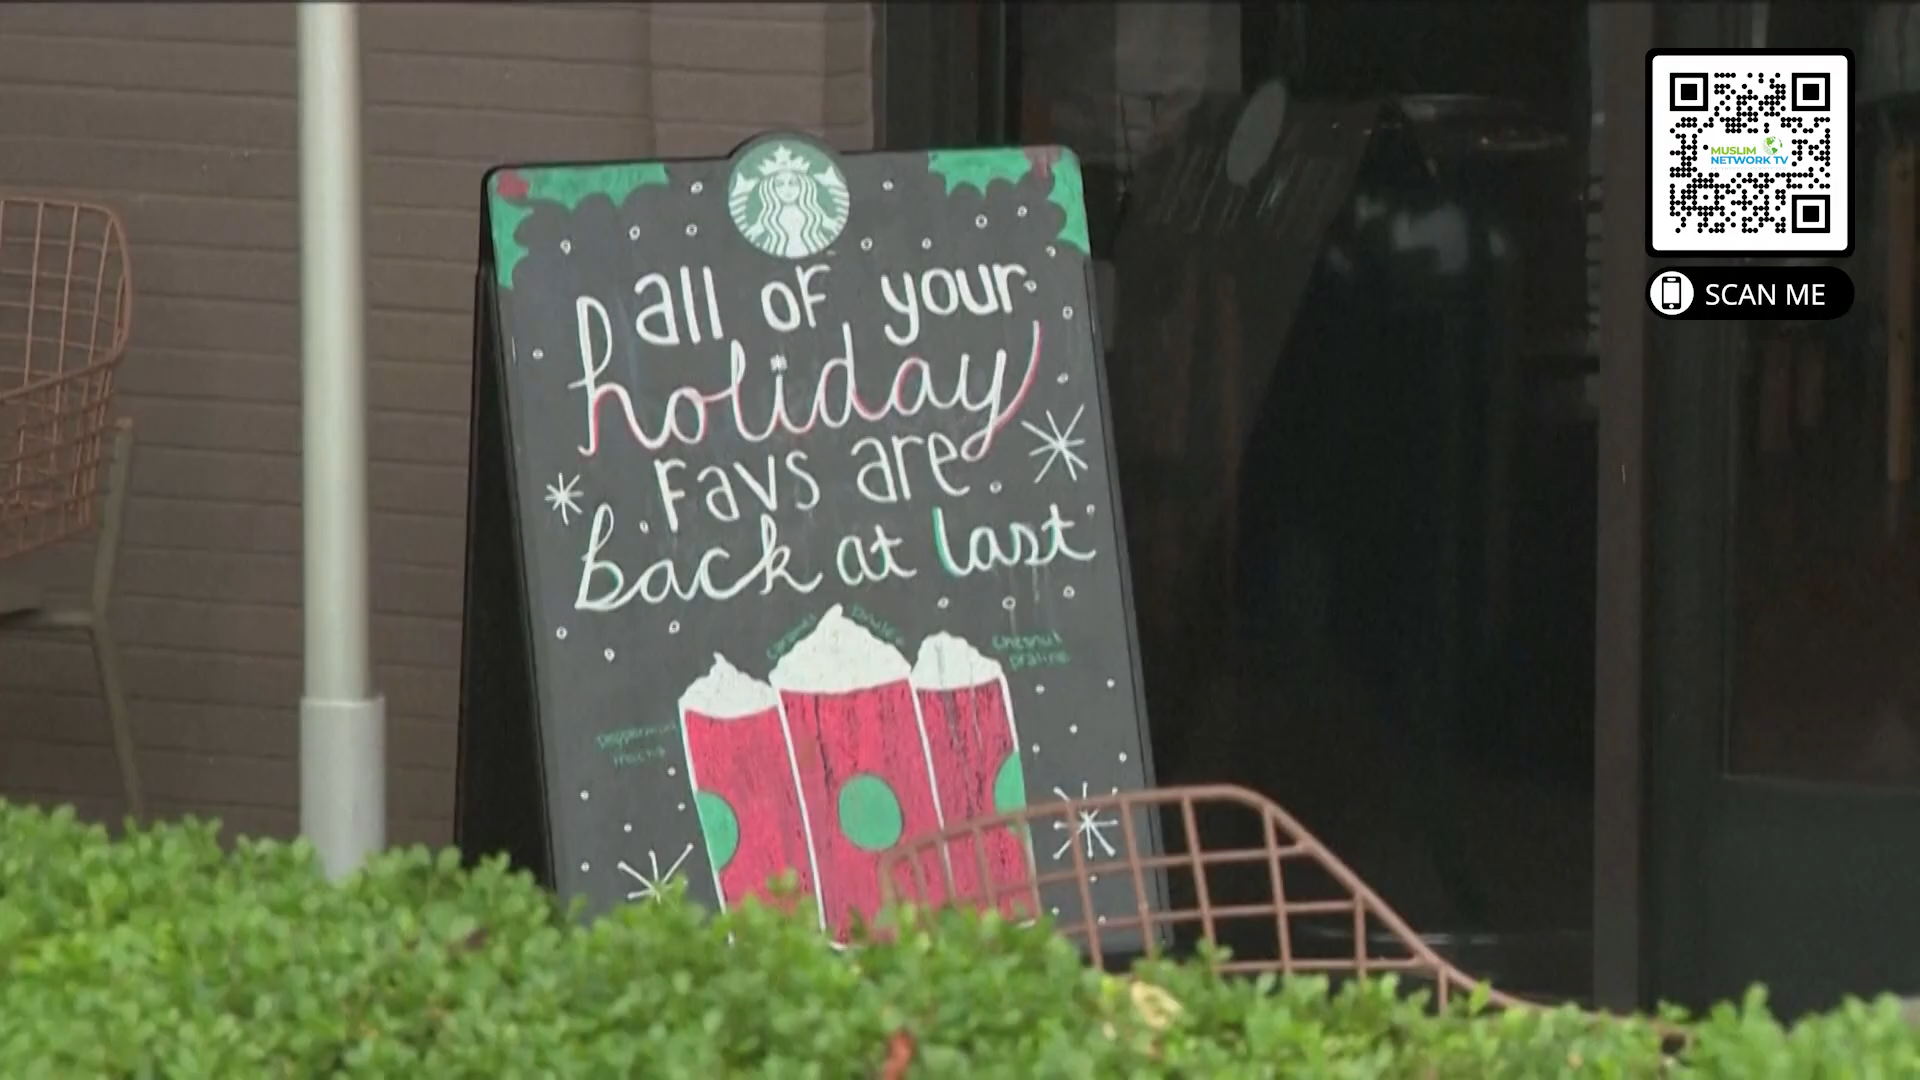 all of your
holiday
Favs are
back at last
caramel brulee
chestnut
praline
peppermint
mocha
MUSLIM
NETWORK TV
SCAN ME